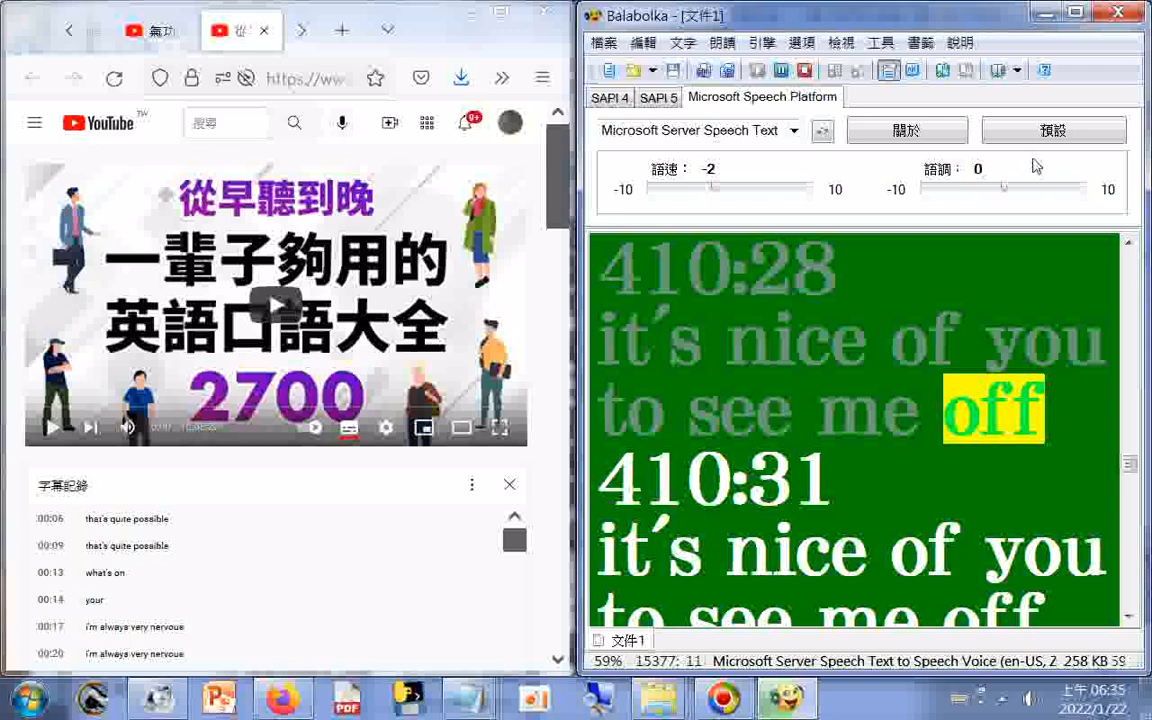 氣功
https://www
YouTube TW
搜尋
9+
從早聽到晚
一輩子夠用的
英語口語大全
2700
字幕記錄
00:06 that's quite possible
00:09 that's quite possible
00:13 what's on
00:14 your
00:17 i'm always very nervous
00:20 i'm always very nervous
Balabolka - [文件1]
檔案 編輯 文字 朗讀 引擎 選項 檢視 工具 書籤 說明
SAPI 4 SAPI 5 Microsoft Speech Platform
Microsoft Server Speech Text
關於
預設
語速： -2
-10 10
語調： 0
-10 10
410:28
it´s nice of you
to see me off
410:31
it´s nice of you
to see me off
文件1
59% 15377: 11 Microsoft Server Speech Text to Speech Voice (en-US, Z 258 KB 59
PDF
上午 06:35
2022/1/22